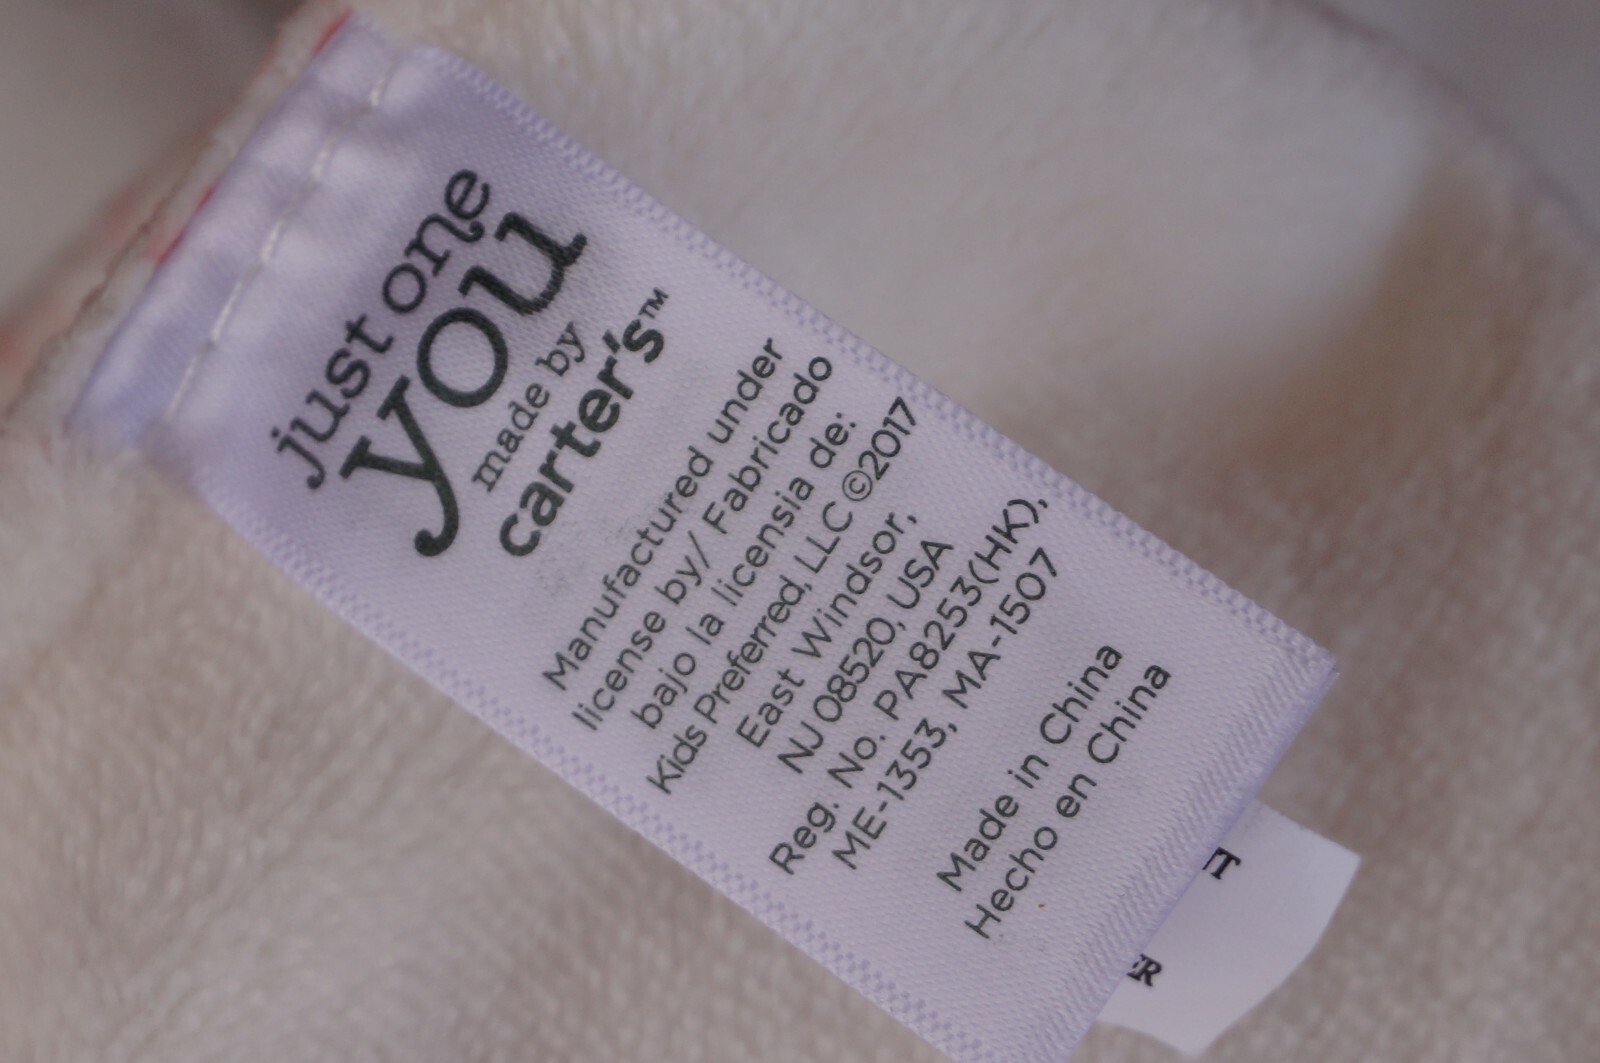 just one
you
made by
carter's™
Manufactured under
license by/ Fabricado
bajo la licensia de:
Kids Preferred, LLC ©2017
East Windsor,
NJ 08520, USA
Reg. No. PA8253(HK),
ME-1353, MA-1507
Made in China
Hecho en China